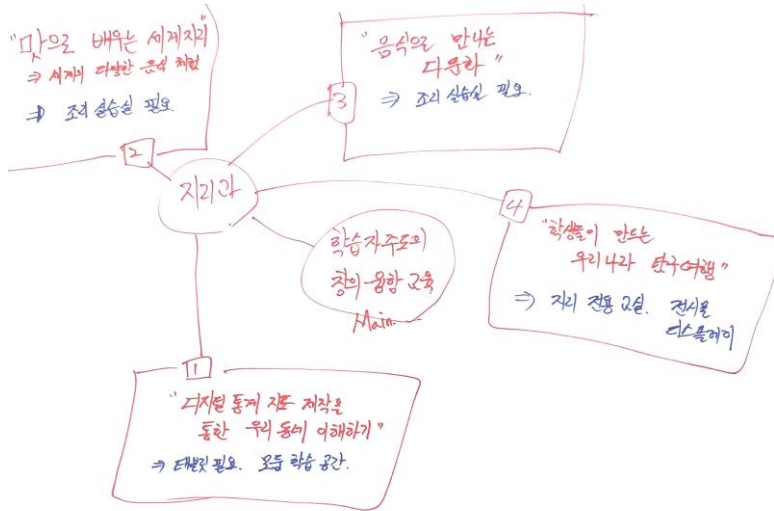 "맛으로 배우는 세계지리"
⇒ 세계의 다양한 음식 체험
⇒ 조리 실습실 필요.
2
"음식으로 만나는
다문화"
⇒ 조리 실습실 필요.
3
지리과
학습자주도의
창의-융합 교육
Main.
4
"학생들이 만드는
우리나라 탐구여행"
⇒ 지리 전용 교실. 전시물
디스플레이
1
"디지털 통계 지도 제작을
통한 우리 동네 이해하기"
⇒ 태블릿 필요. 모둠 학습 공간.